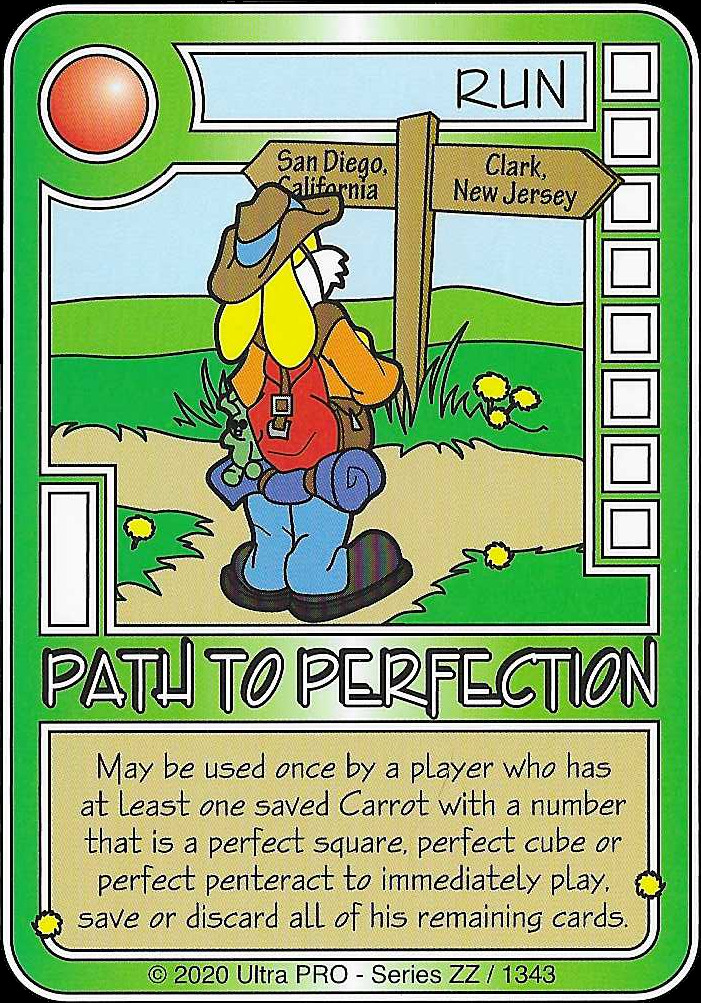 RUN
San Diego,
California
Clark,
New Jersey
PATH TO PERFECTION
May be used once by a player who has
at least one saved Carrot with a number
that is a perfect square, perfect cube or
perfect penteract to immediately play,
save or discard all of his remaining cards.
© 2020 Ultra PRO - Series ZZ / 1343